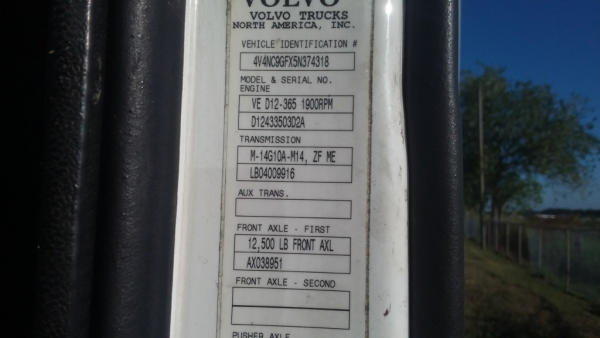 VOLVO
VOLVO TRUCKS
NORTH AMERICA, INC.
VEHICLE IDENTIFICATION #
4V4NC9GFX5N374318
MODEL & SERIAL NO.
ENGINE
VE D12-365 1900RPM
D12433503D2A
TRANSMISSION
M-14G10A-M14, ZF ME
LB04009916
AUX TRANS.
FRONT AXLE - FIRST
12,500 LB FRONT AXL
AX038951
FRONT AXLE - SECOND
PUSHER AXLE